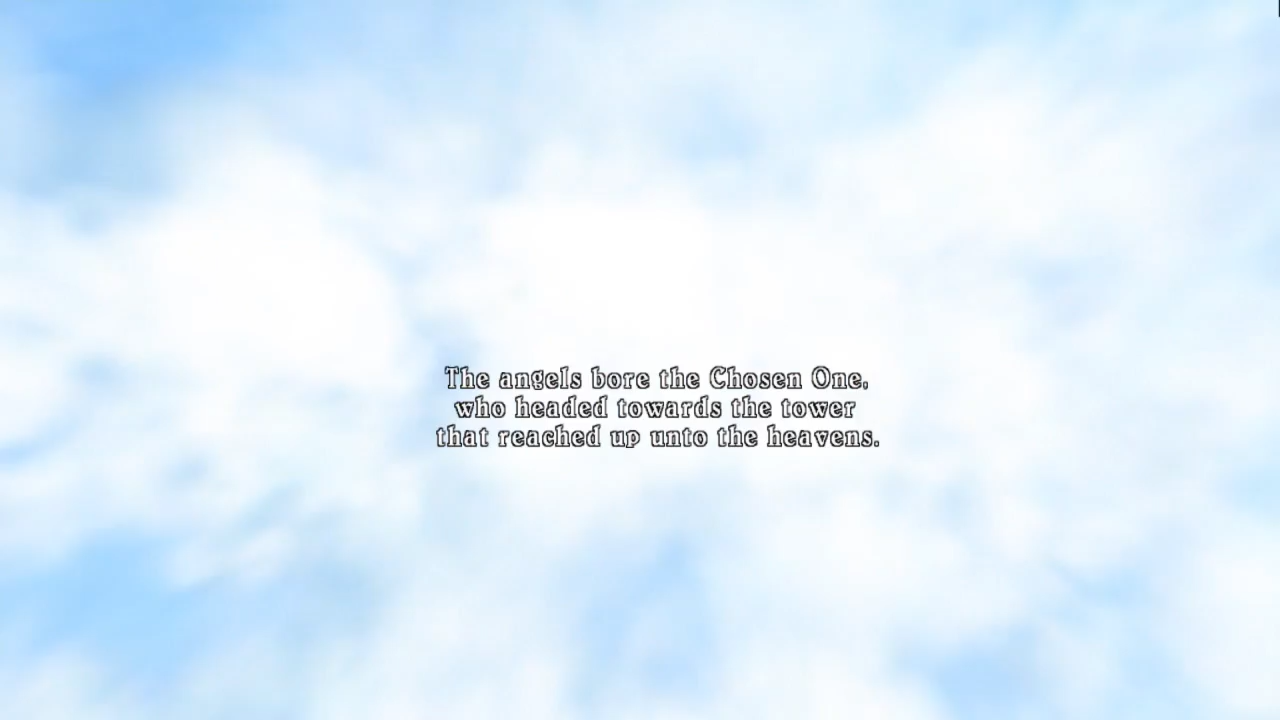 The angels bore the Chosen One,
who headed towards the tower
that reached up unto the heavens.